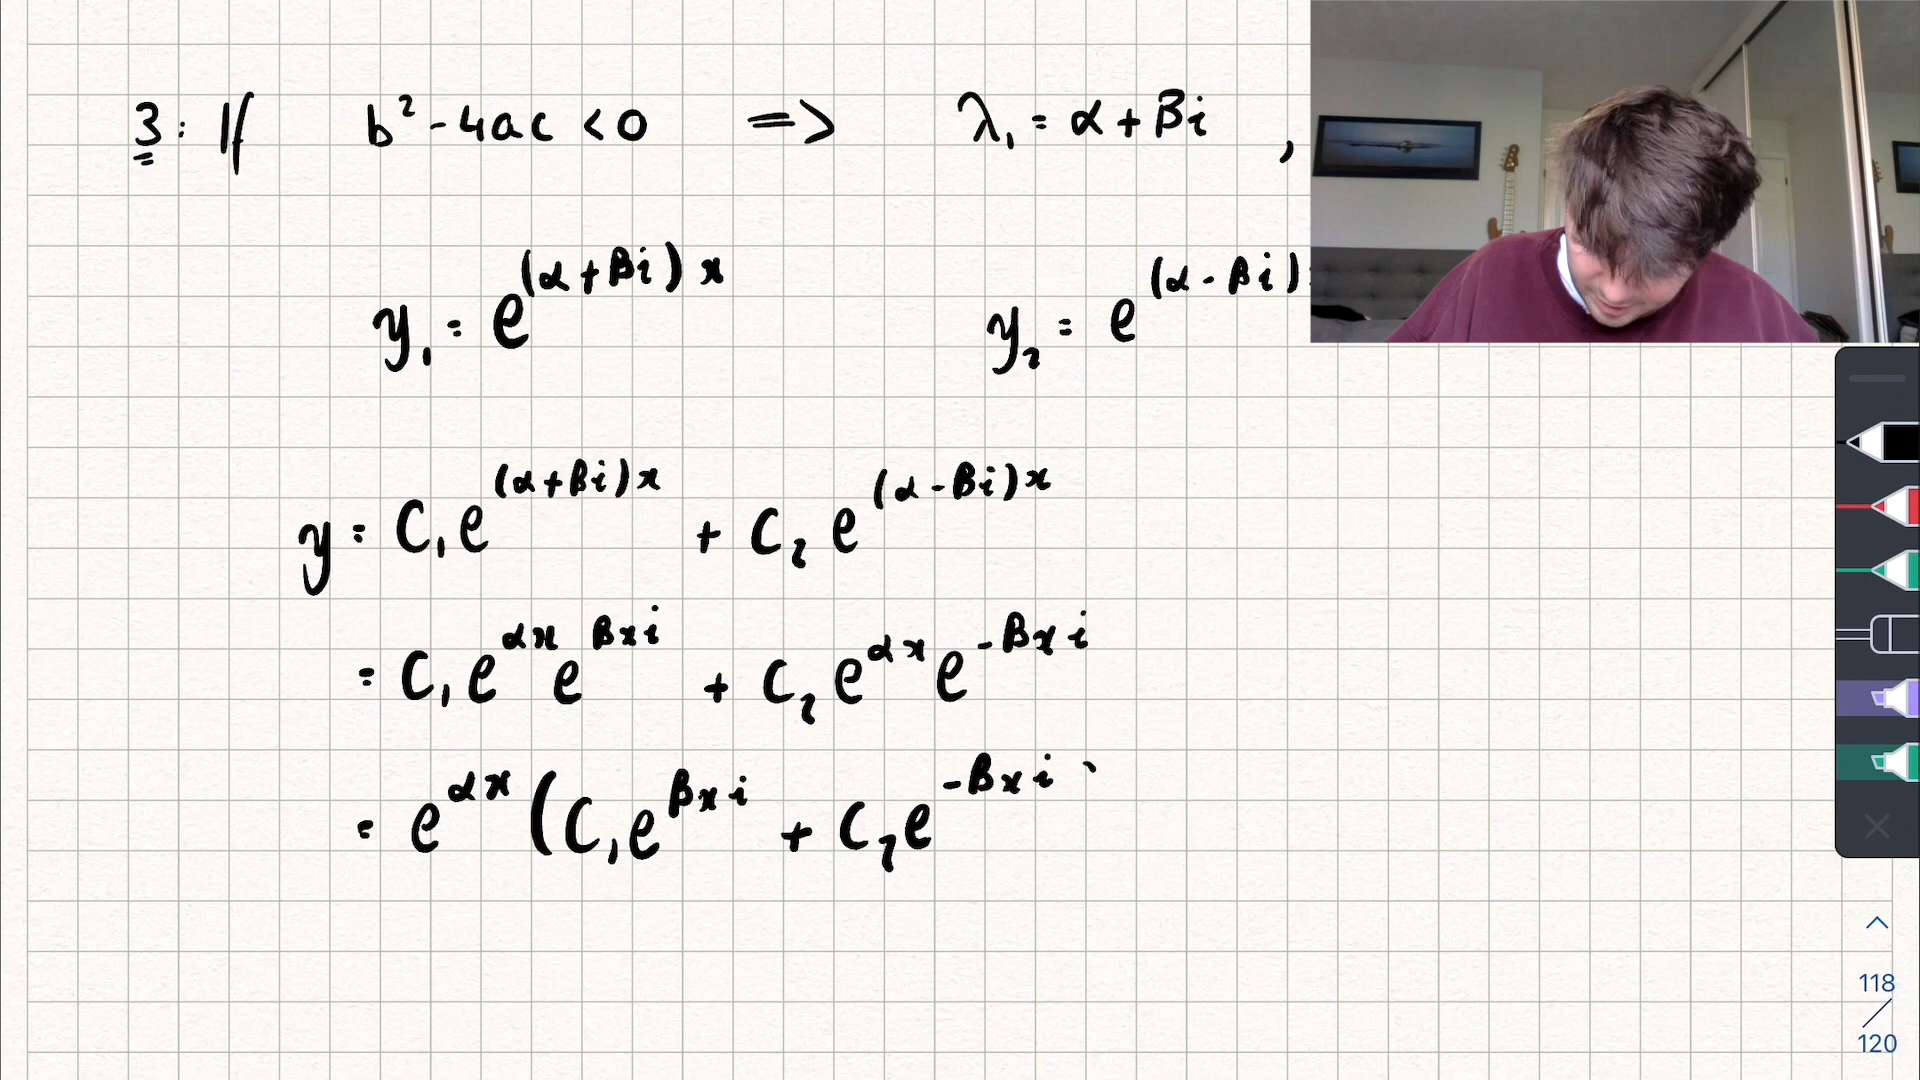 3: If b² - 4ac < 0 => λ₁ = α + βi ,
y₁ = e^(α+βi)x y₂ = e^(α-βi)
y = C₁e^(α+βi)x + C₂e^(α-βi)x
= C₁e^αx e^βxi + C₂e^αx e^-βxi
= e^αx (C₁e^βxi + C₂e^-βxi
118
/
120